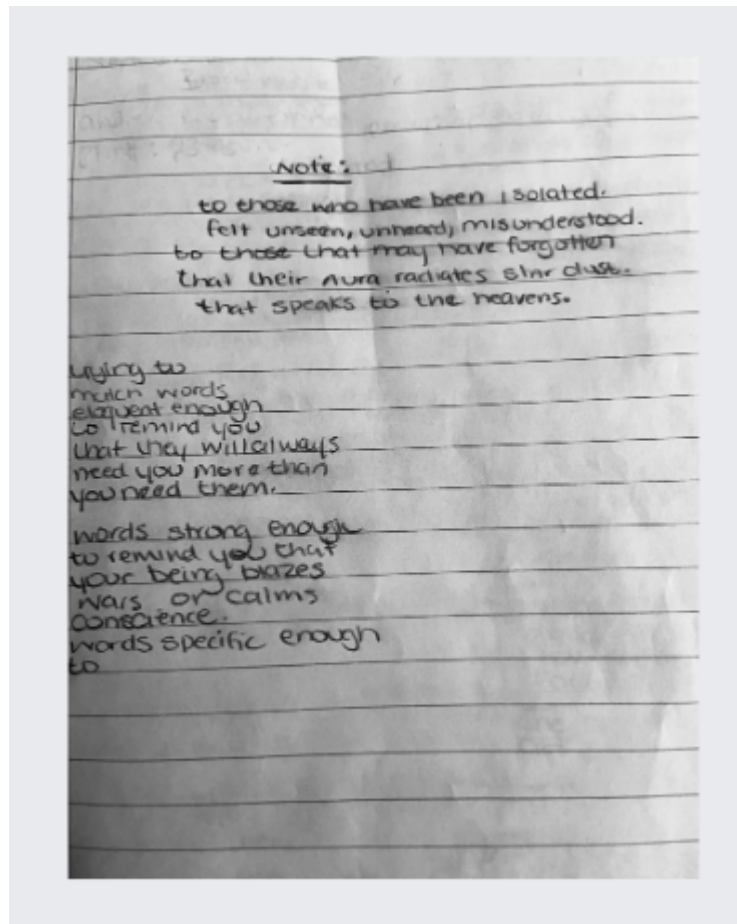 Note:
to those who have been isolated.
felt unseen, unheard, misunderstood.
to those that may have forgotten
that their aura radiates star dust.
that speaks to the heavens.
trying to
match words
eloquent enough
to remind you
that they will always
need you more than
you need them.
words strong enough
to remind you that
your being blazes
wars or calms
conscience.
words specific enough
to